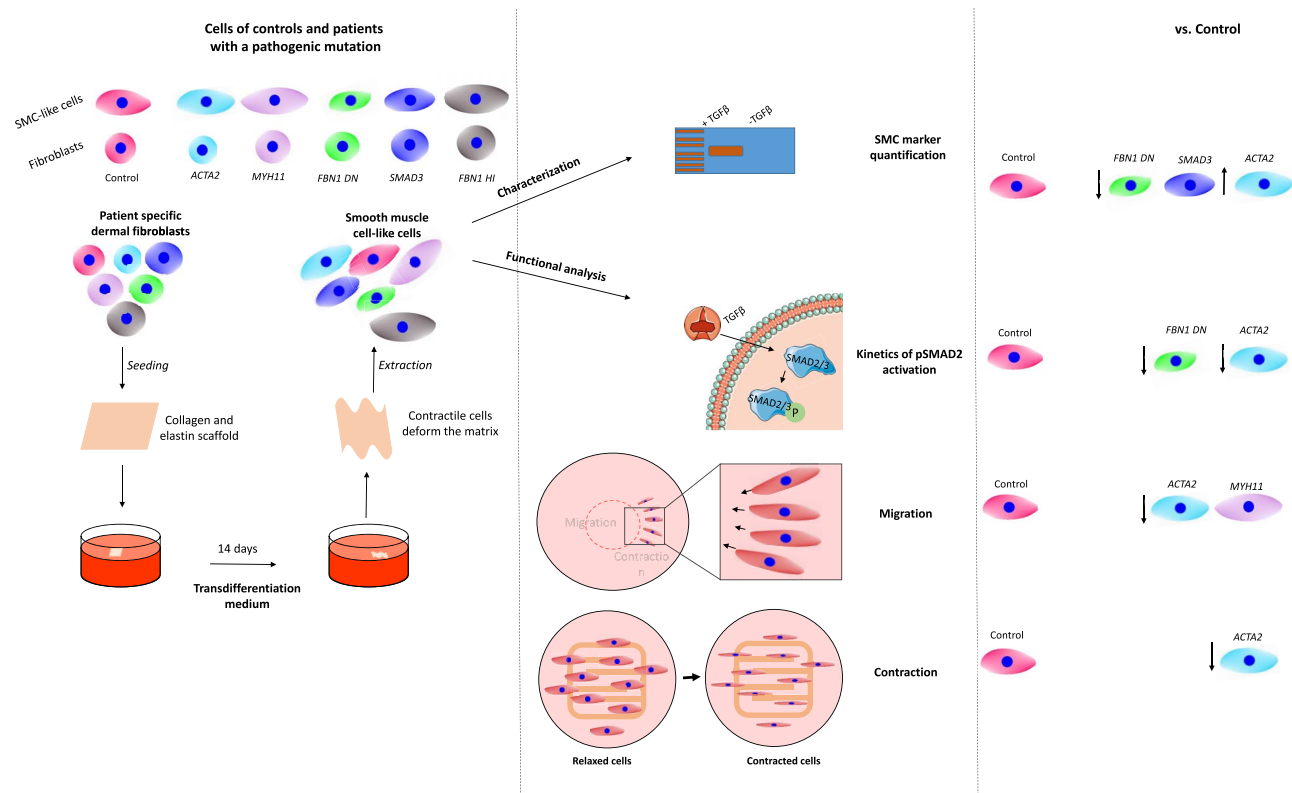 Cells of controls and patients
with a pathogenic mutation
SMC-like cells
Fibroblasts
Control
ACTA2
MYH11
FBN1 DN
SMAD3
FBN1 HI
Patient specific
dermal fibroblasts
Seeding
Collagen and
elastin scaffold
14 days
Transdifferentiation
medium
Smooth muscle
cell-like cells
Extraction
Contractile cells
deform the matrix
Characterization
Functional analysis
+ TGFβ
-TGFβ
SMC marker
quantification
TGFβ
SMAD2/3
SMAD2/3
P
Kinetics of pSMAD2
activation
Migration
Contractio
n
Migration
Relaxed cells
Contracted cells
Contraction
vs. Control
Control
FBN1 DN
SMAD3
ACTA2
Control
FBN1 DN
ACTA2
Control
ACTA2
MYH11
Control
ACTA2